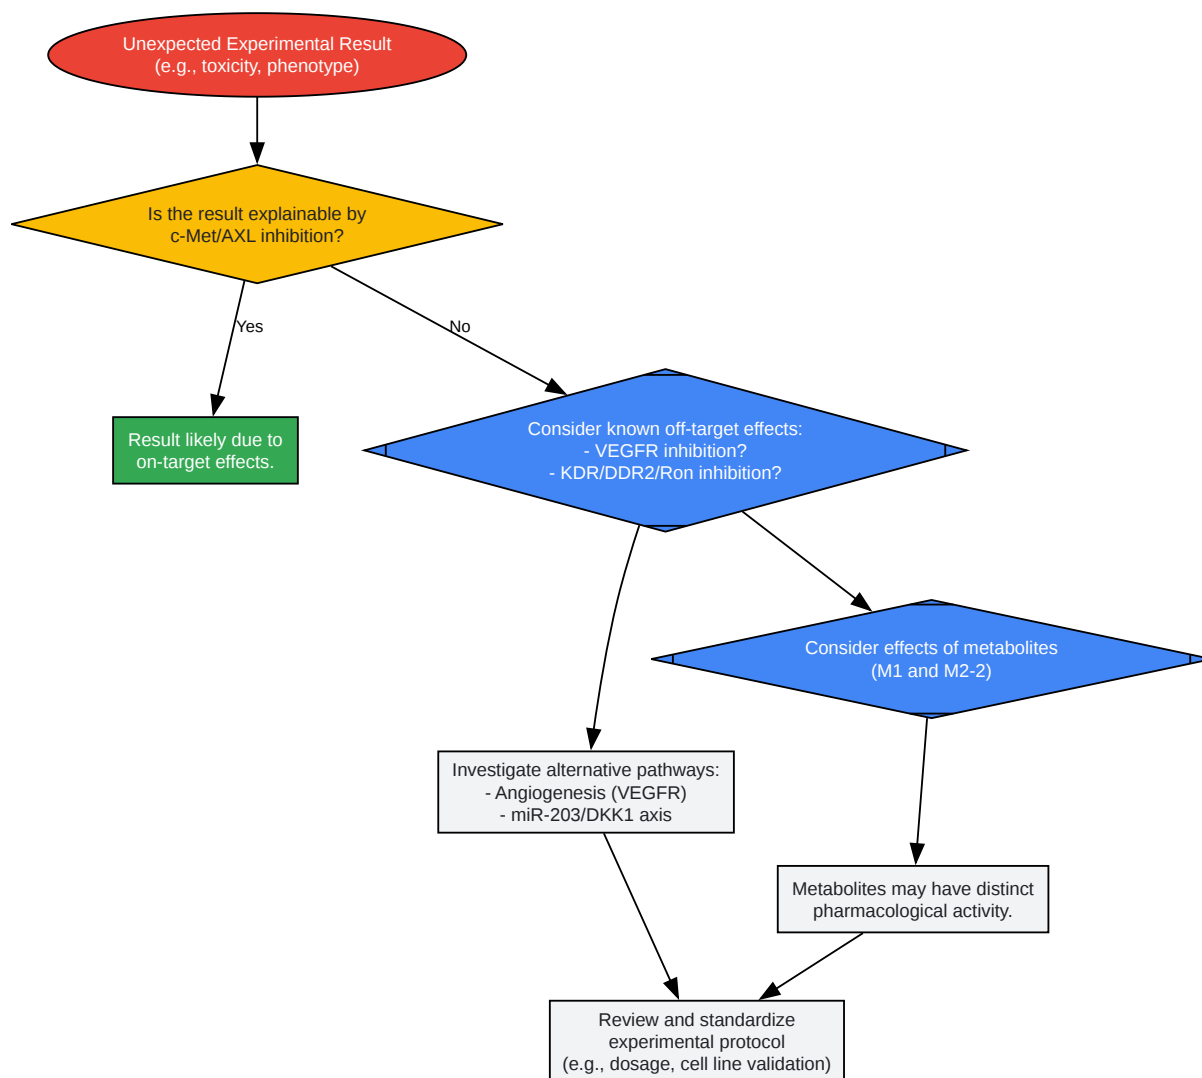 Unexpected Experimental Result
(e.g., toxicity, phenotype)
Is the result explainable by
c-Met/AXL inhibition?
Yes
No
Result likely due to
on-target effects.
Consider known off-target effects:
- VEGFR inhibition?
- KDR/DDR2/Ron inhibition?
Consider effects of metabolites
(M1 and M2-2)
Investigate alternative pathways:
- Angiogenesis (VEGFR)
- miR-203/DKK1 axis
Metabolites may have distinct
pharmacological activity.
Review and standardize
experimental protocol
(e.g., dosage, cell line validation)